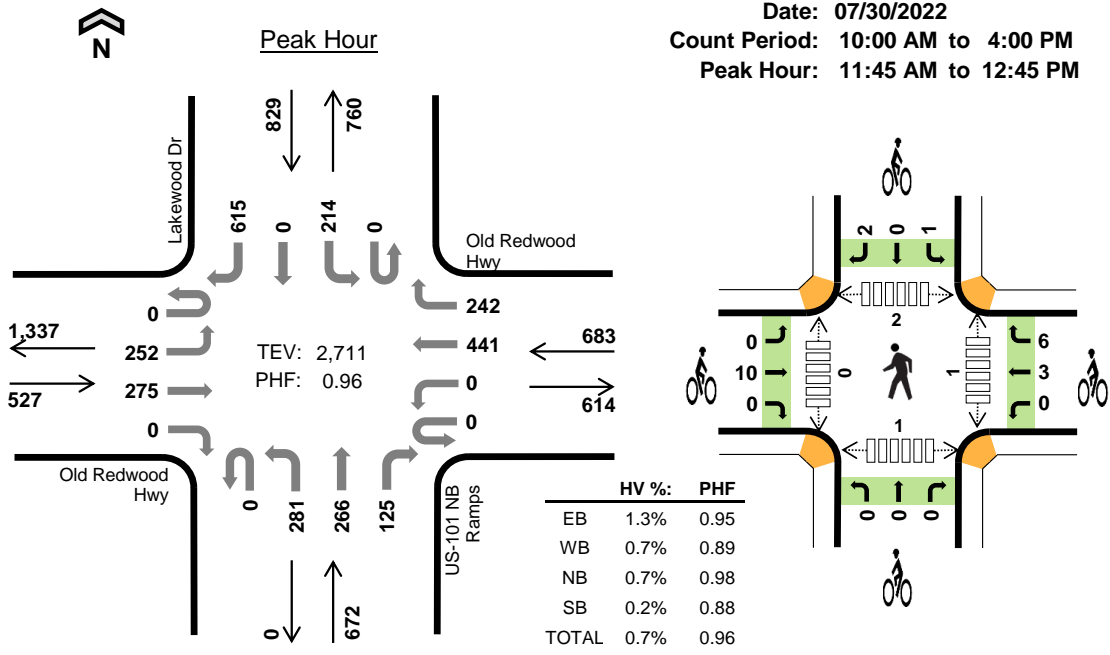 N
Peak Hour
Date: 07/30/2022
Count Period: 10:00 AM to 4:00 PM
Peak Hour: 11:45 AM to 12:45 PM
829
760
Lakewood Dr
615
0
214
0
Old Redwood
Hwy
0
252
275
0
1,337
527
TEV: 2,711
PHF: 0.96
242
441
0
0
683
614
Old Redwood
Hwy
0
281
266
125
US-101 NB
Ramps
0
672
HV %: PHF
EB 1.3% 0.95
WB 0.7% 0.89
NB 0.7% 0.98
SB 0.2% 0.88
TOTAL 0.7% 0.96
2
0
1
2
0
10
0
0
1
6
3
0
1
0
0
0